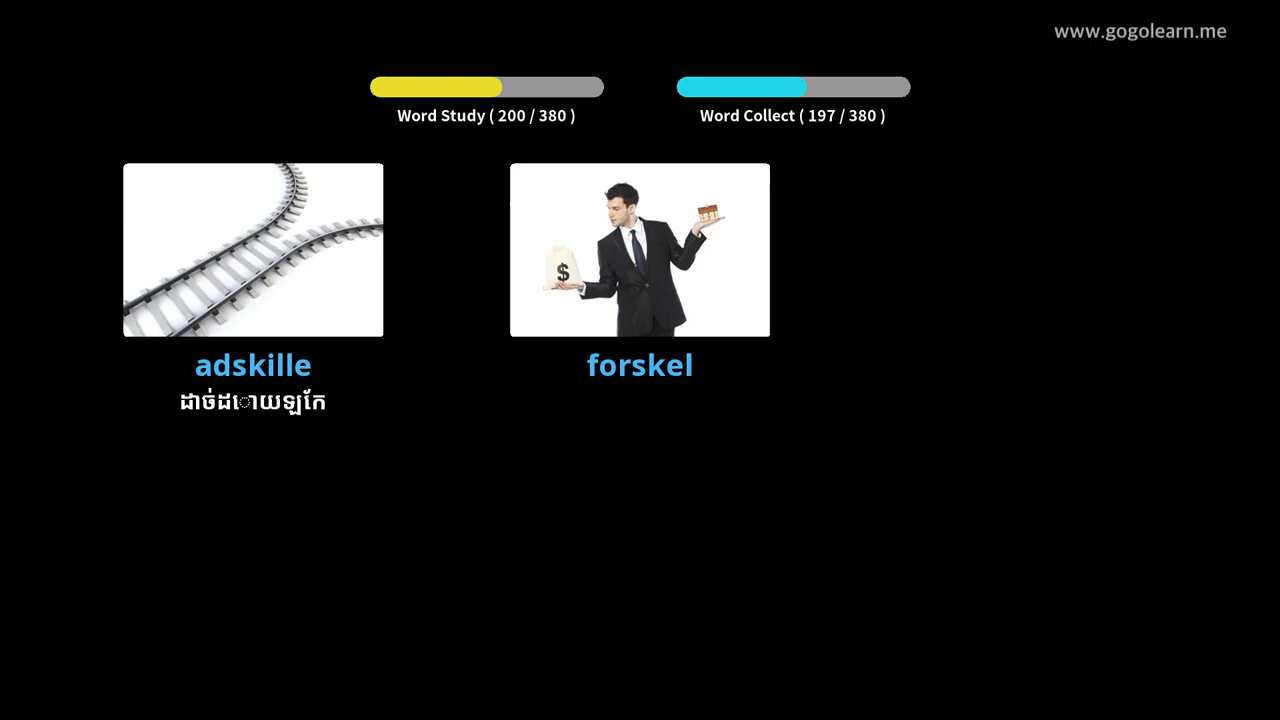 www.gogolearn.me
Word Study ( 200 / 380 )
Word Collect ( 197 / 380 )
$
adskille
forskel
ដាច់ដោយឡកែ